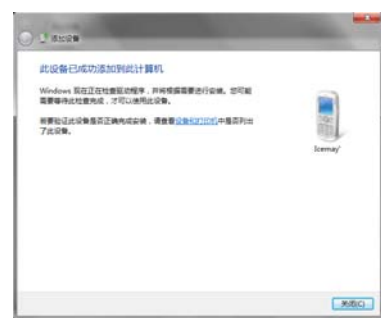 添加设备
此设备已成功添加到此计算机
Windows 现在正在检查驱动程序，并将根据需要进行安装。您可能
需要等待此检查完成，才可以使用此设备。
若要验证此设备是否正确完成安装，请查看设备和打印机中是否列出
了此设备。
Icemay'
关闭(C)